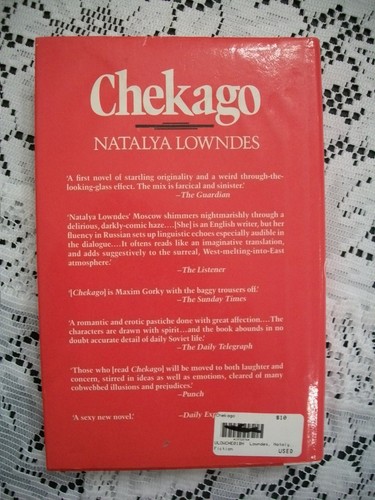 Chekago
NATALYA LOWNDES
'A first novel of startling originality and a weird through-the-
looking-glass effect. The mix is farcical and sinister.'
–The Guardian
'Natalya Lowndes' Moscow shimmers nightmarishly through a
delirious, darkly-comic haze....[She] is an English writer, but her
fluency in Russian sets up linguistic echoes especially audible in
the dialogue....It oftens reads like an imaginative translation,
and adds suggestively to the surreal, West-melting-into-East
atmosphere.'
–The Listener
'[Chekago] is Maxim Gorky with the baggy trousers off.'
–The Sunday Times
'A romantic and erotic pastiche done with great affection....The
characters are drawn with spirit...and the book abounds in no
doubt accurate detail of daily Soviet life.'
–The Daily Telegraph
'Those who [read Chekago] will be moved to both laughter and
concern, stirred in ideas as well as emotions, cleared of many
cobwebbed illusions and prejudices.'
–Punch
'A sexy new novel.' –Daily Exp
Chekago $10
Lowndes, Nataly
Fiction USED